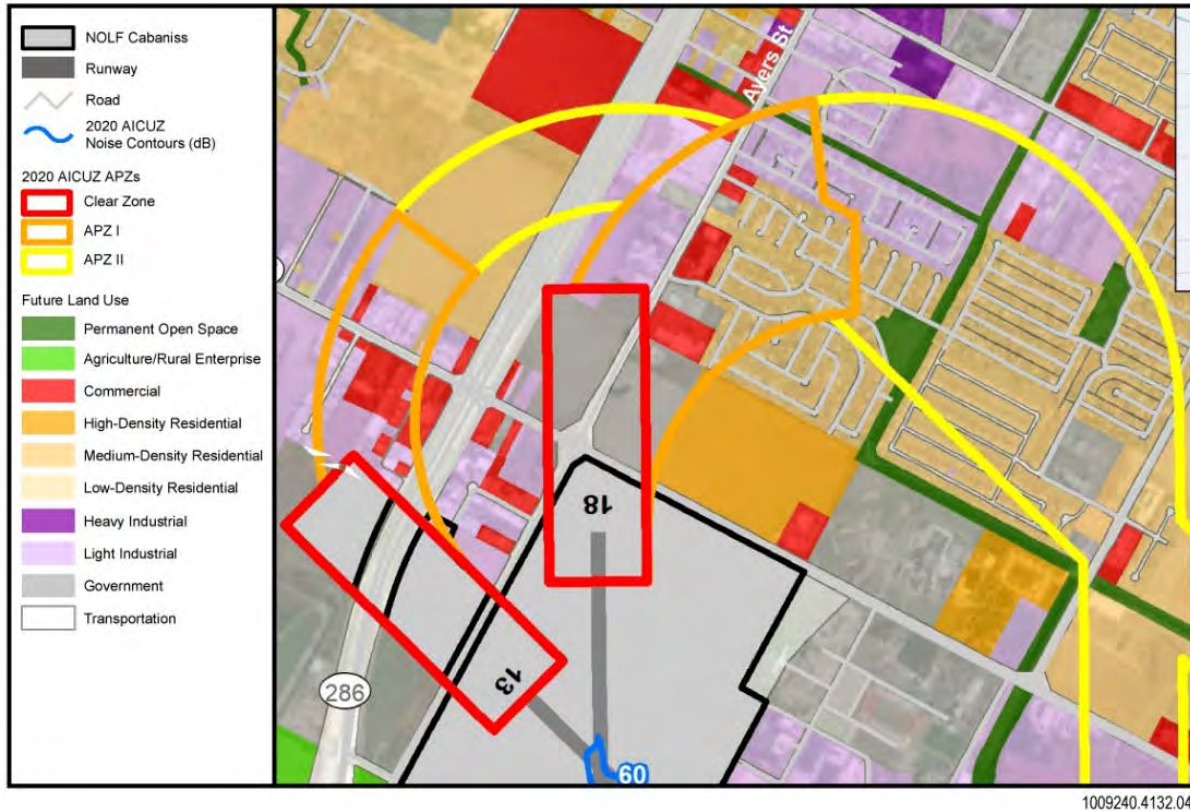 NOLF Cabaniss
Runway
Road
2020 AICUZ
Noise Contours (dB)
2020 AICUZ APZs
Clear Zone
APZ I
APZ II
Future Land Use
Permanent Open Space
Agriculture/Rural Enterprise
Commercial
High-Density Residential
Medium-Density Residential
Low-Density Residential
Heavy Industrial
Light Industrial
Government
Transportation
Ayers St
18
13
286
60
1009240.4132.04